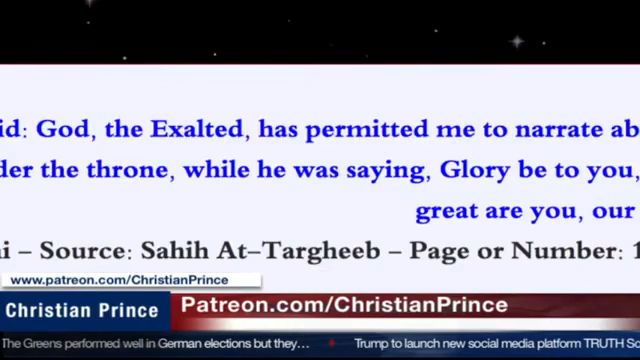 id: God, the Exalted, has permitted me to narrate ab
der the throne, while he was saying, Glory be to you,
great are you, our
ni – Source: Sahih At–Targheeb – Page or Number: 1
www.patreon.com/ChristianPrince
Christian Prince
Patreon.com/ChristianPrince
The Greens performed well in German elections but they...
Trump to launch new social media platform TRUTH So